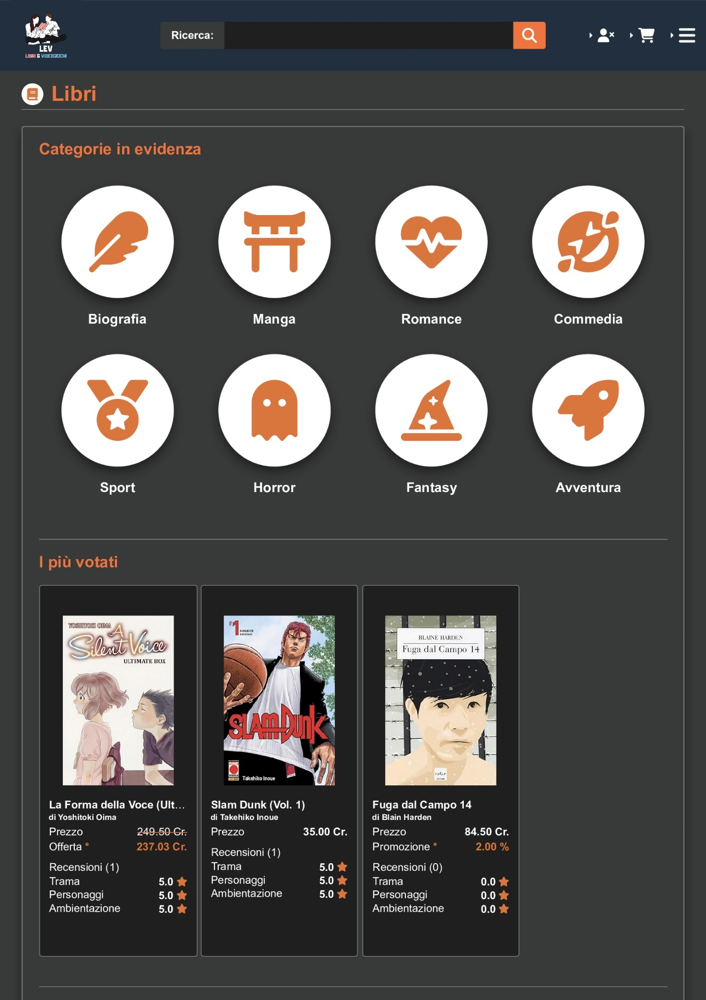 LEV
LIBRI & VIDEOGIOCHI
Ricerca:
Libri
Categorie in evidenza
Biografia
Manga
Romance
Commedia
Sport
Horror
Fantasy
Avventura
I più votati
YOSHITOKI OIMA
A
Silent Voice
ULTIMATE BOX
La Forma della Voce (Ult...
di Yoshitoki Oima
Prezzo 249.50 Cr.
Offerta * 237.03 Cr.
Recensioni (1)
Trama 5.0
Personaggi 5.0
Ambientazione 5.0
#1 HANAMICHI
SAKURAGI
SLAM DUNK
PLANET
manga
Takehiko Inoue
Slam Dunk (Vol. 1)
di Takehiko Inoue
Prezzo 35.00 Cr.
Recensioni (1)
Trama 5.0
Personaggi 5.0
Ambientazione 5.0
BLAINE HARDEN
Fuga dal Campo 14
codice
Fuga dal Campo 14
di Blain Harden
Prezzo 84.50 Cr.
Promozione * 2.00 %
Recensioni (0)
Trama 0.0
Personaggi 0.0
Ambientazione 0.0